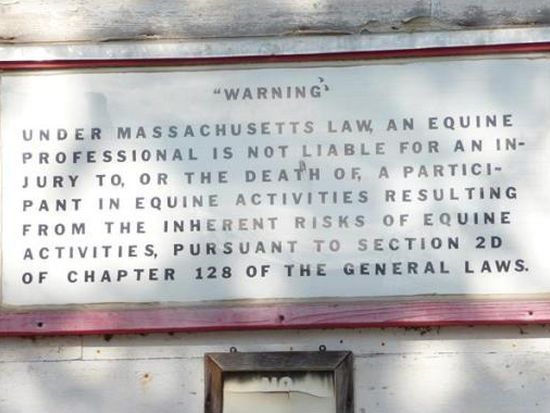 "WARNING"
UNDER MASSACHUSETTS LAW, AN EQUINE
PROFESSIONAL IS NOT LIABLE FOR AN IN-
JURY TO, OR THE DEATH OF, A PARTICI-
PANT IN EQUINE ACTIVITIES RESULTING
FROM THE INHERENT RISKS OF EQUINE
ACTIVITIES, PURSUANT TO SECTION 2D
OF CHAPTER 128 OF THE GENERAL LAWS.
NO